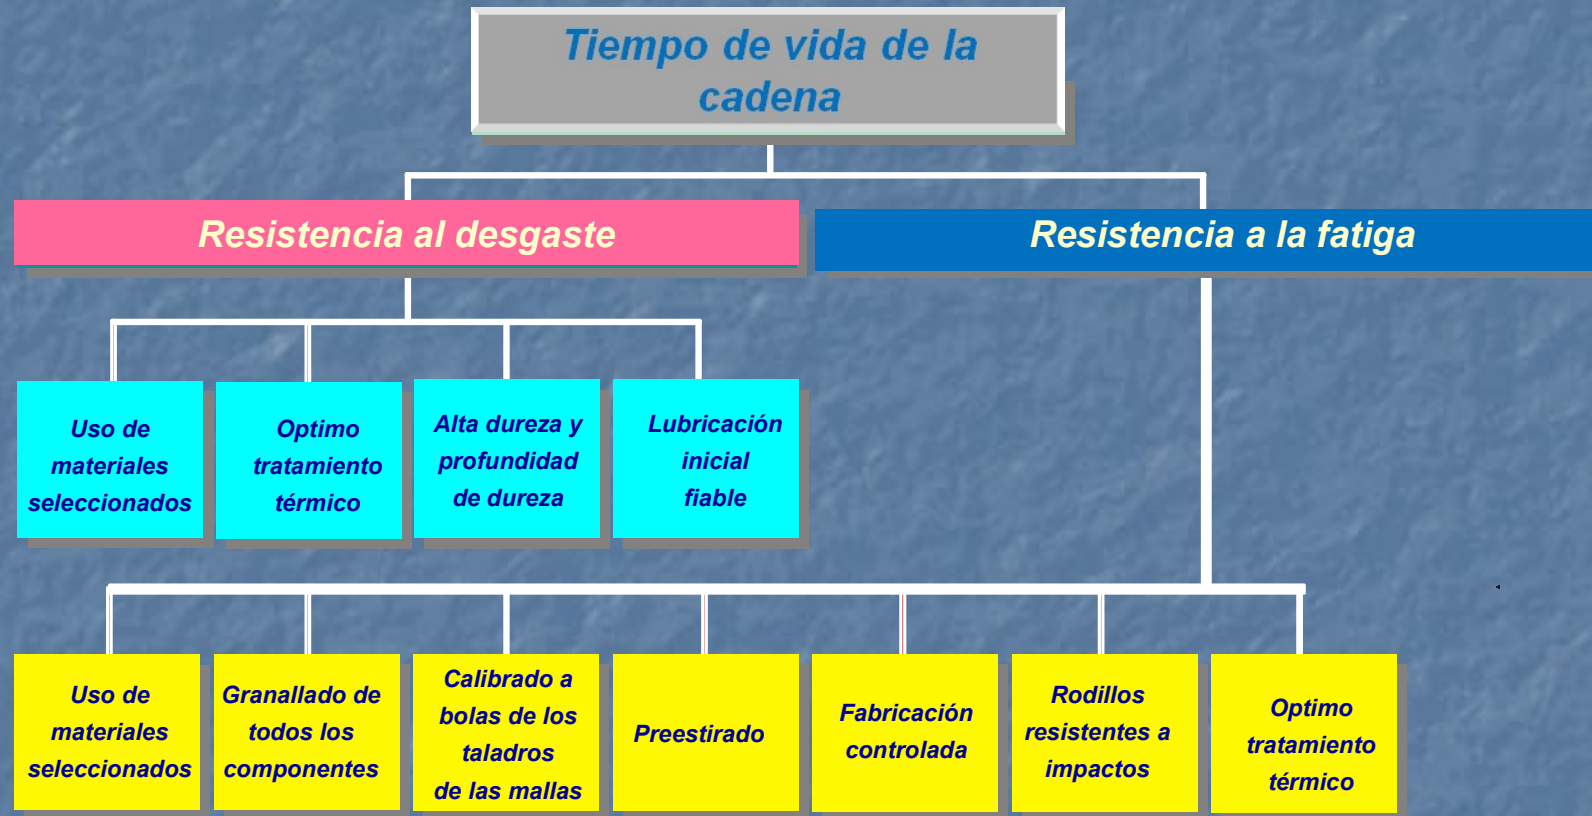 Tiempo de vida de la
cadena
Resistencia al desgaste
Resistencia a la fatiga
Uso de
materiales
seleccionados
Optimo
tratamiento
térmico
Alta dureza y
profundidad
de dureza
Lubricación
inicial
fiable
Uso de
materiales
seleccionados
Granallado de
todos los
componentes
Calibrado a
bolas de los
taladros
de las mallas
Preestirado
Fabricación
controlada
Rodillos
resistentes a
impactos
Optimo
tratamiento
térmico